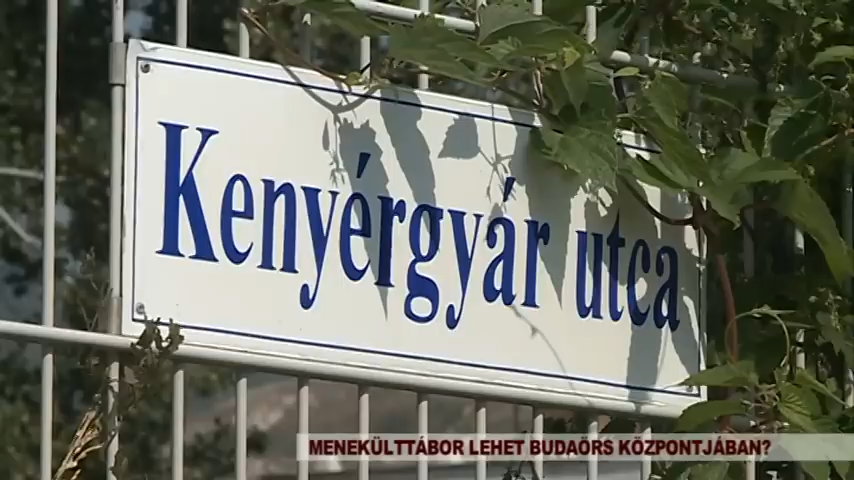 Kenyérgyár utca
MENEKÜLTTÁBOR LEHET BUDAÖRS KÖZPONTJÁBAN?